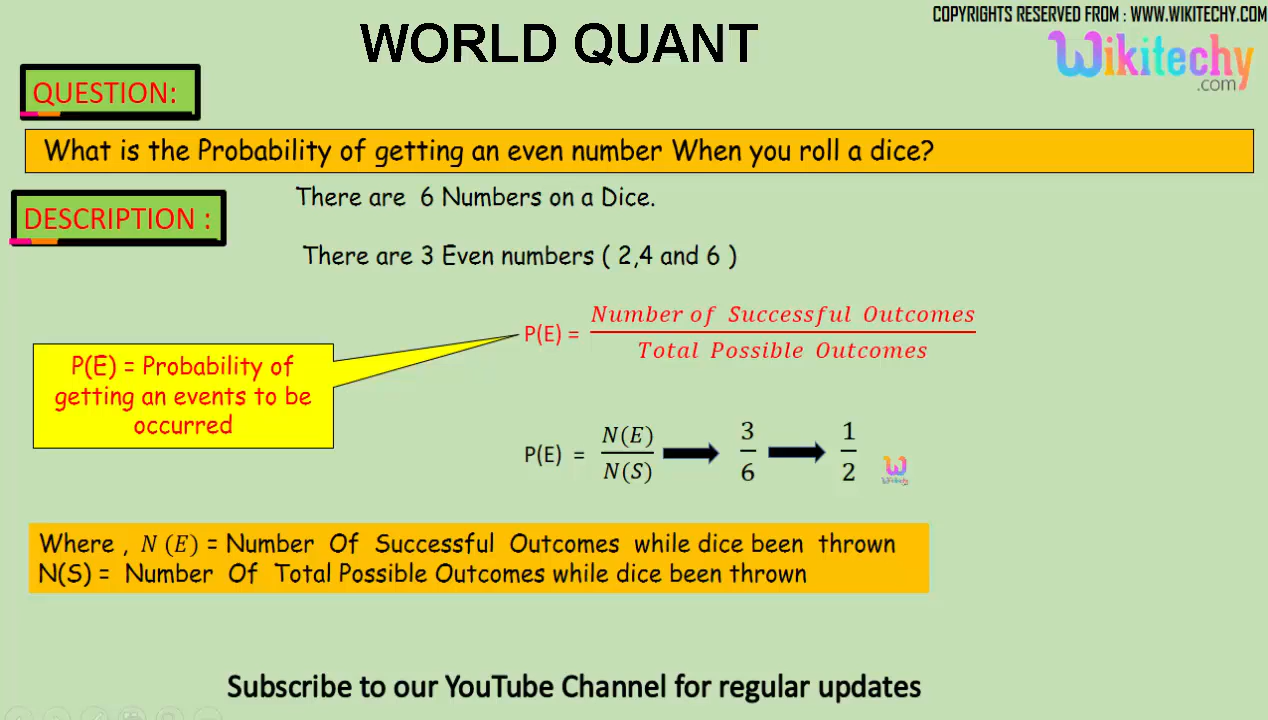 COPYRIGHTS RESERVED FROM : WWW.WIKITECHY.COM
WORLD QUANT
Wikitechy
.com
QUESTION:
What is the Probability of getting an even number When you roll a dice?
DESCRIPTION :
There are 6 Numbers on a Dice.
There are 3 Even numbers ( 2,4 and 6 )
P(E) = Number of Successful Outcomes
Total Possible Outcomes
P(E) = Probability of
getting an events to be
occurred
P(E) = N(E) 3 1
N(S) 6 2
Wikitechy
Where , N (E) = Number Of Successful Outcomes while dice been thrown
N(S) = Number Of Total Possible Outcomes while dice been thrown
Subscribe to our YouTube Channel for regular updates